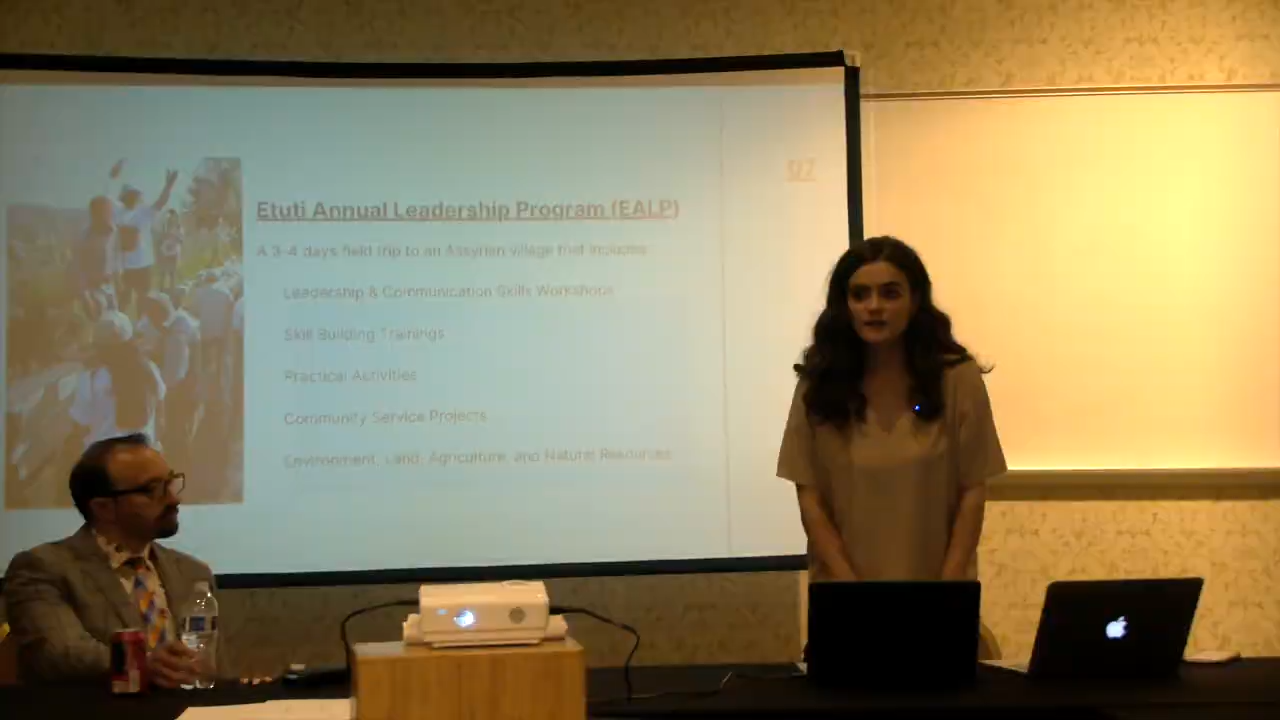 07
Etuti Annual Leadership Program (EALP)
A 3-4 days field trip to an Assyrian village that includes:
Leadership & Communication Skills Workshops
Skill Building Trainings
Practical Activities
Community Service Projects
Environment, Land, Agriculture, and Natural Resources